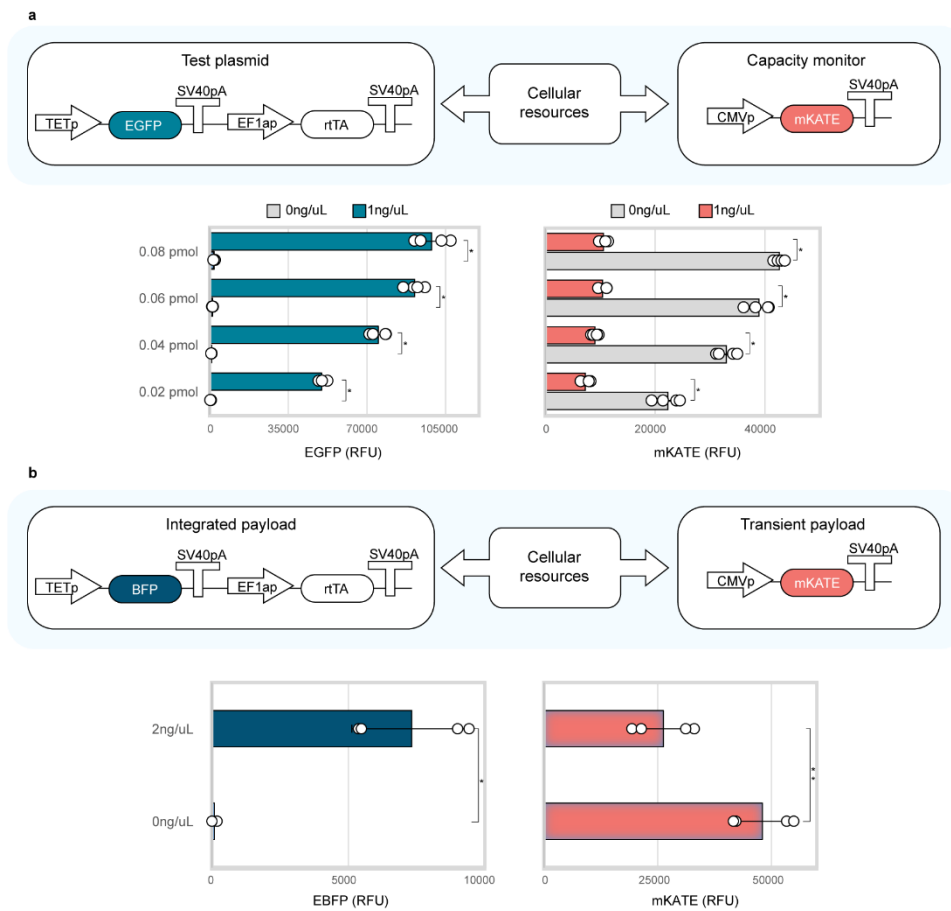 a
Test plasmid
Capacity monitor
SV40pA
SV40pA
SV40pA
Cellular
resources
TETp
EGFP
EF1ap
rtTA
CMVp
mKATE
0ng/uL
1ng/uL
0ng/uL
1ng/uL
0.08 pmol
*
*
0.06 pmol
*
*
0.04 pmol
*
*
0.02 pmol
*
*
0
35000
70000
105000
0
20000
40000
EGFP (RFU)
mKATE (RFU)
b
Integrated payload
Transient payload
SV40pA
SV40pA
SV40pA
Cellular
resources
TETp
BFP
EF1ap
rtTA
CMVp
mKATE
2ng/uL
*
**
0ng/uL
0
5000
10000
0
25000
50000
EBFP (RFU)
mKATE (RFU)